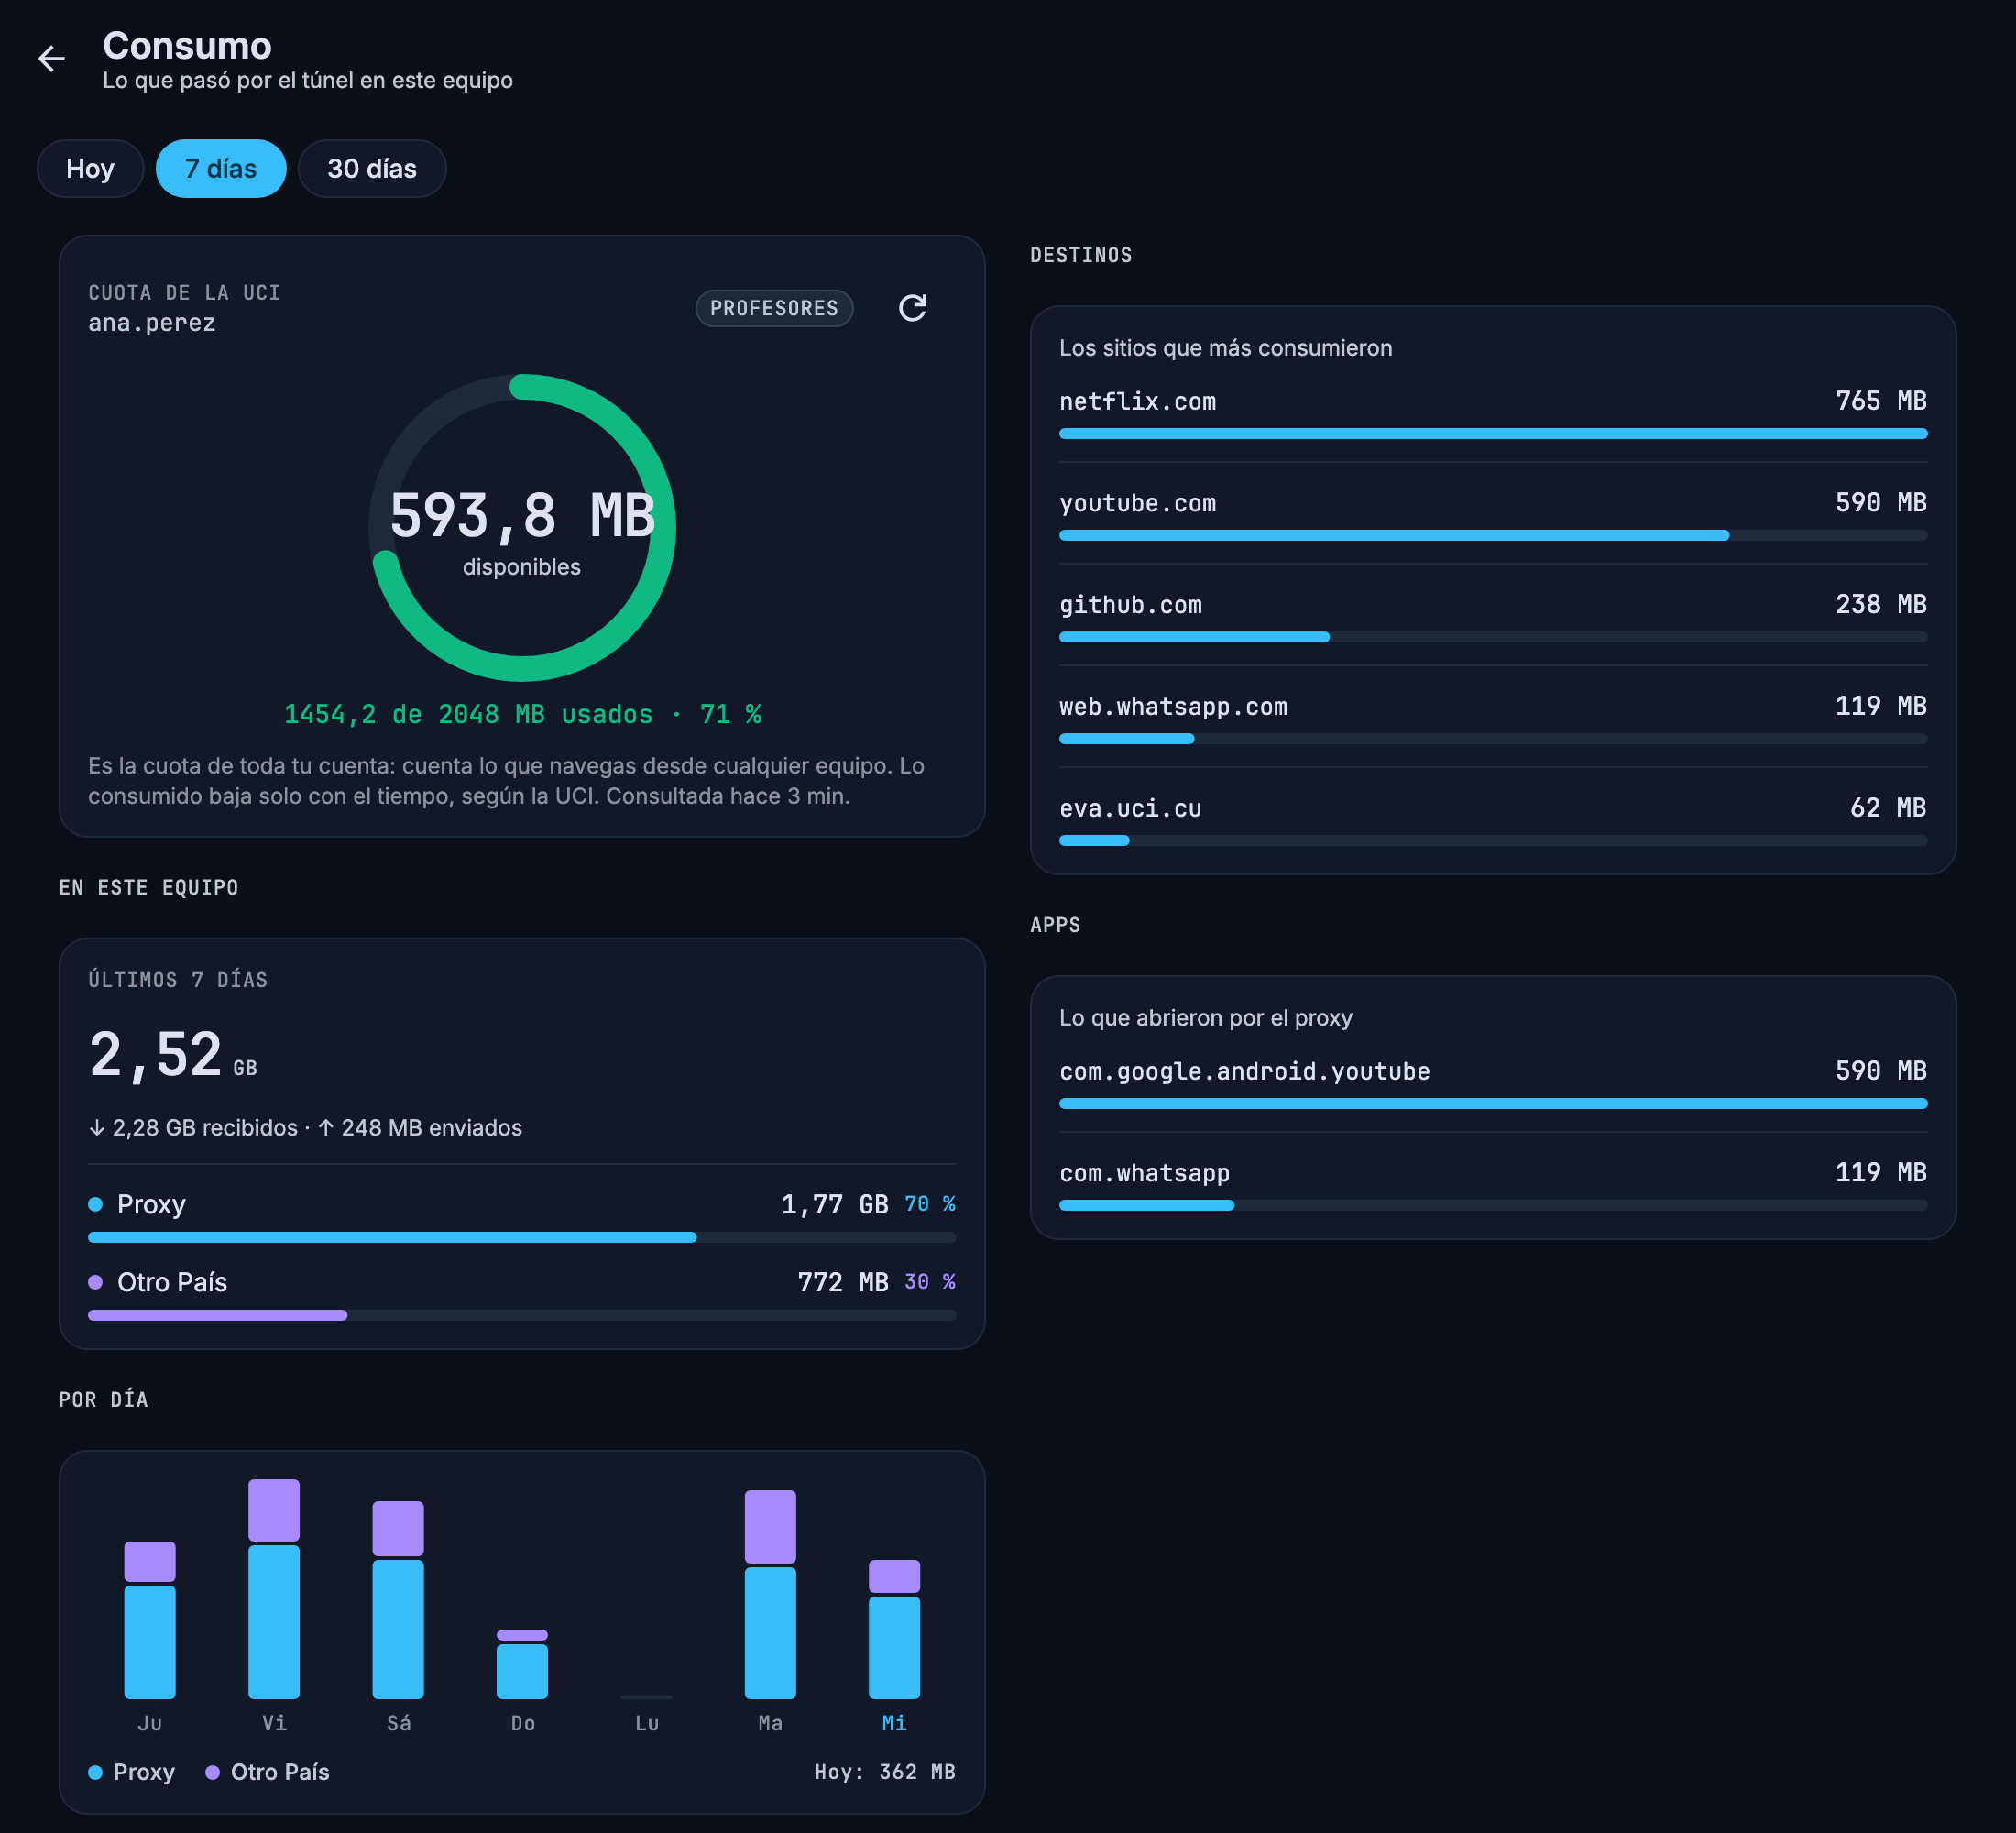 Consumo
Lo que pasó por el túnel en este equipo
Hoy
7 días
30 días
CUOTA DE LA UCI
ana.perez
PROFESORES
593,8 MB
disponibles
1454,2 de 2048 MB usados · 71 %
Es la cuota de toda tu cuenta: cuenta lo que navegas desde cualquier equipo. Lo
consumido baja solo con el tiempo, según la UCI. Consultada hace 3 min.
EN ESTE EQUIPO
ÚLTIMOS 7 DÍAS
2,52 GB
↓ 2,28 GB recibidos · ↑ 248 MB enviados
Proxy 1,77 GB 70 %
Otro País 772 MB 30 %
POR DÍA
Ju Vi Sá Do Lu Ma Mi
Proxy Otro País Hoy: 362 MB
DESTINOS
Los sitios que más consumieron
netflix.com 765 MB
youtube.com 590 MB
github.com 238 MB
web.whatsapp.com 119 MB
eva.uci.cu 62 MB
APPS
Lo que abrieron por el proxy
com.google.android.youtube 590 MB
com.whatsapp 119 MB